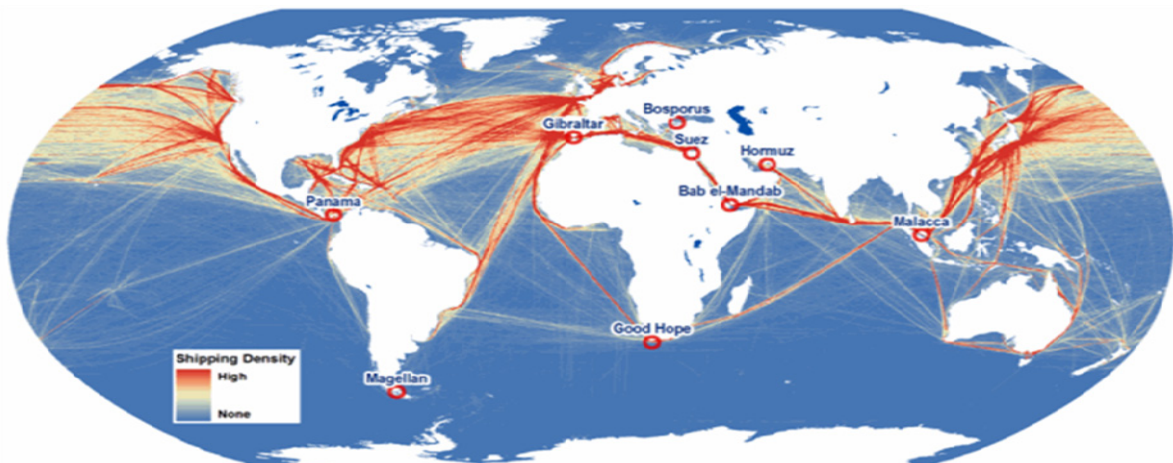 Bosporus
Gibraltar
Suez
Hormuz
Bab el-Mandab
Panama
Malacca
Good Hope
Shipping Density
High
None
Magellan